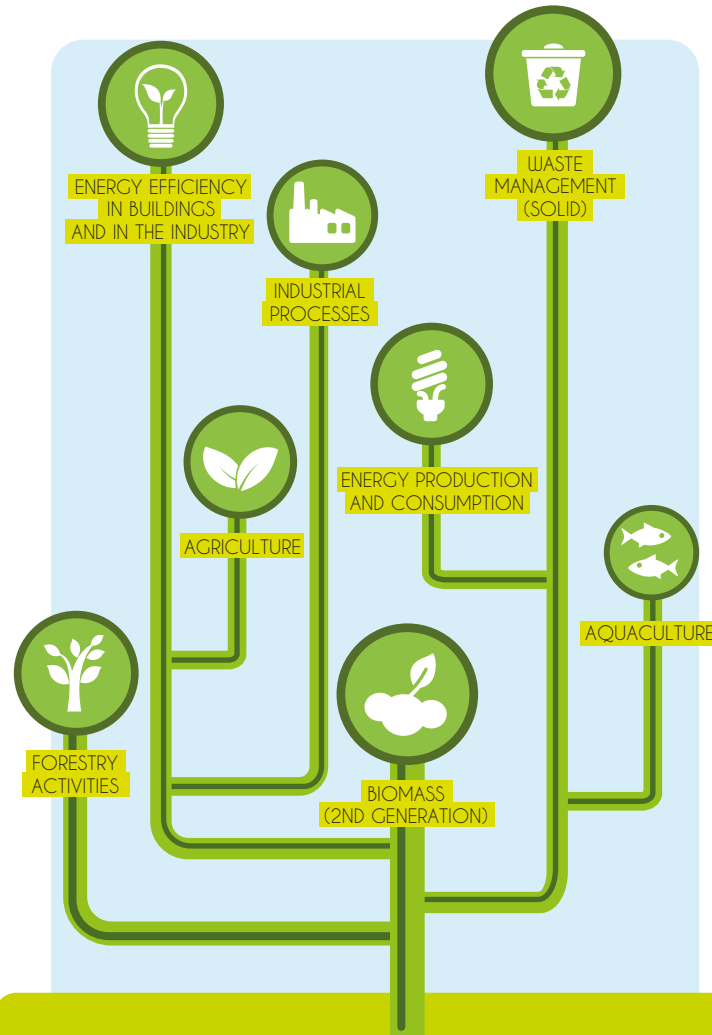 ENERGY EFFICIENCY
IN BUILDINGS
AND IN THE INDUSTRY
WASTE
MANAGEMENT
(SOLID)
INDUSTRIAL
PROCESSES
ENERGY PRODUCTION
AND CONSUMPTION
AGRICULTURE
AQUACULTURE
FORESTRY
ACTIVITIES
BIOMASS
(2ND GENERATION)